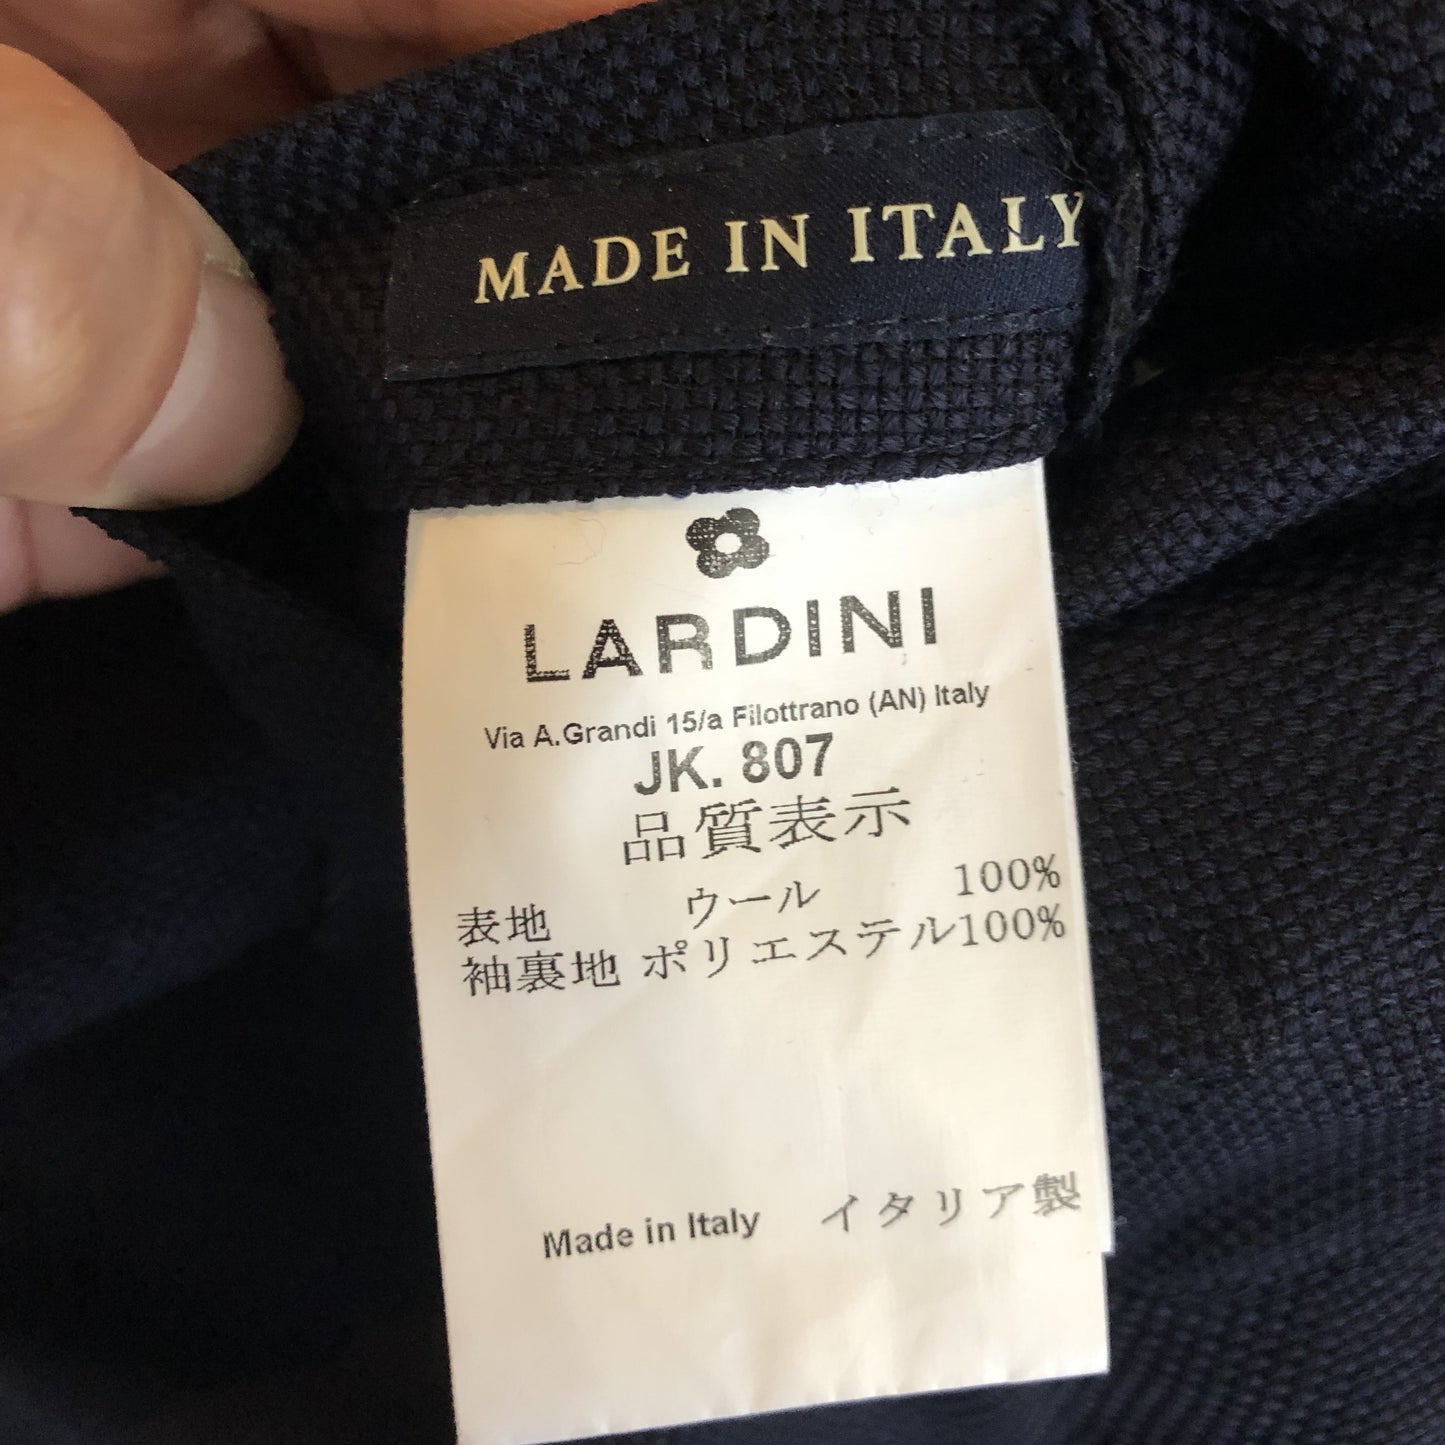 MADE IN ITALY
LARDINI
Via A.Grandi 15/a Filottrano (AN) Italy
JK. 807
品質表示
表地 ウール 100%
袖裏地 ポリエステル100%
Made in Italy イタリア製